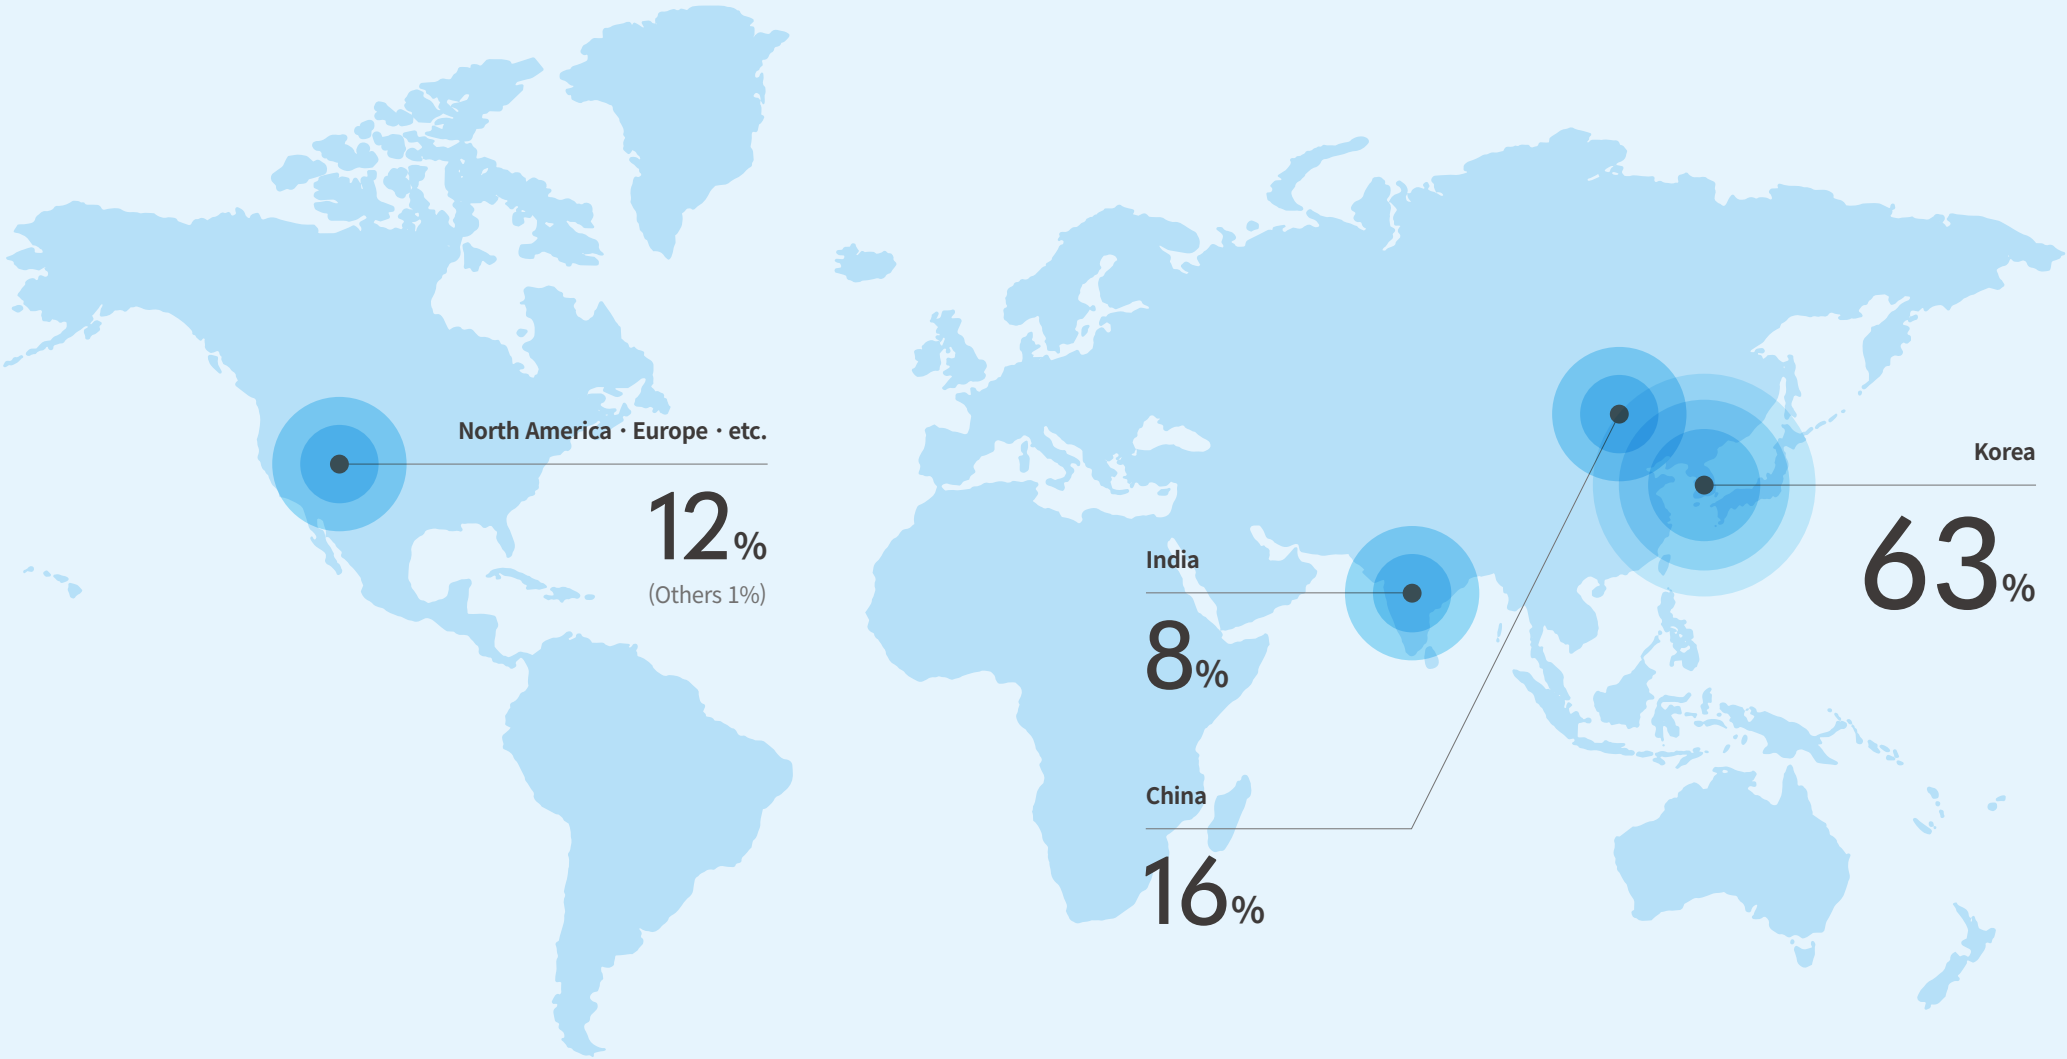 North America · Europe · etc.
12%
(Others 1%)
India
8%
China
16%
Korea
63%